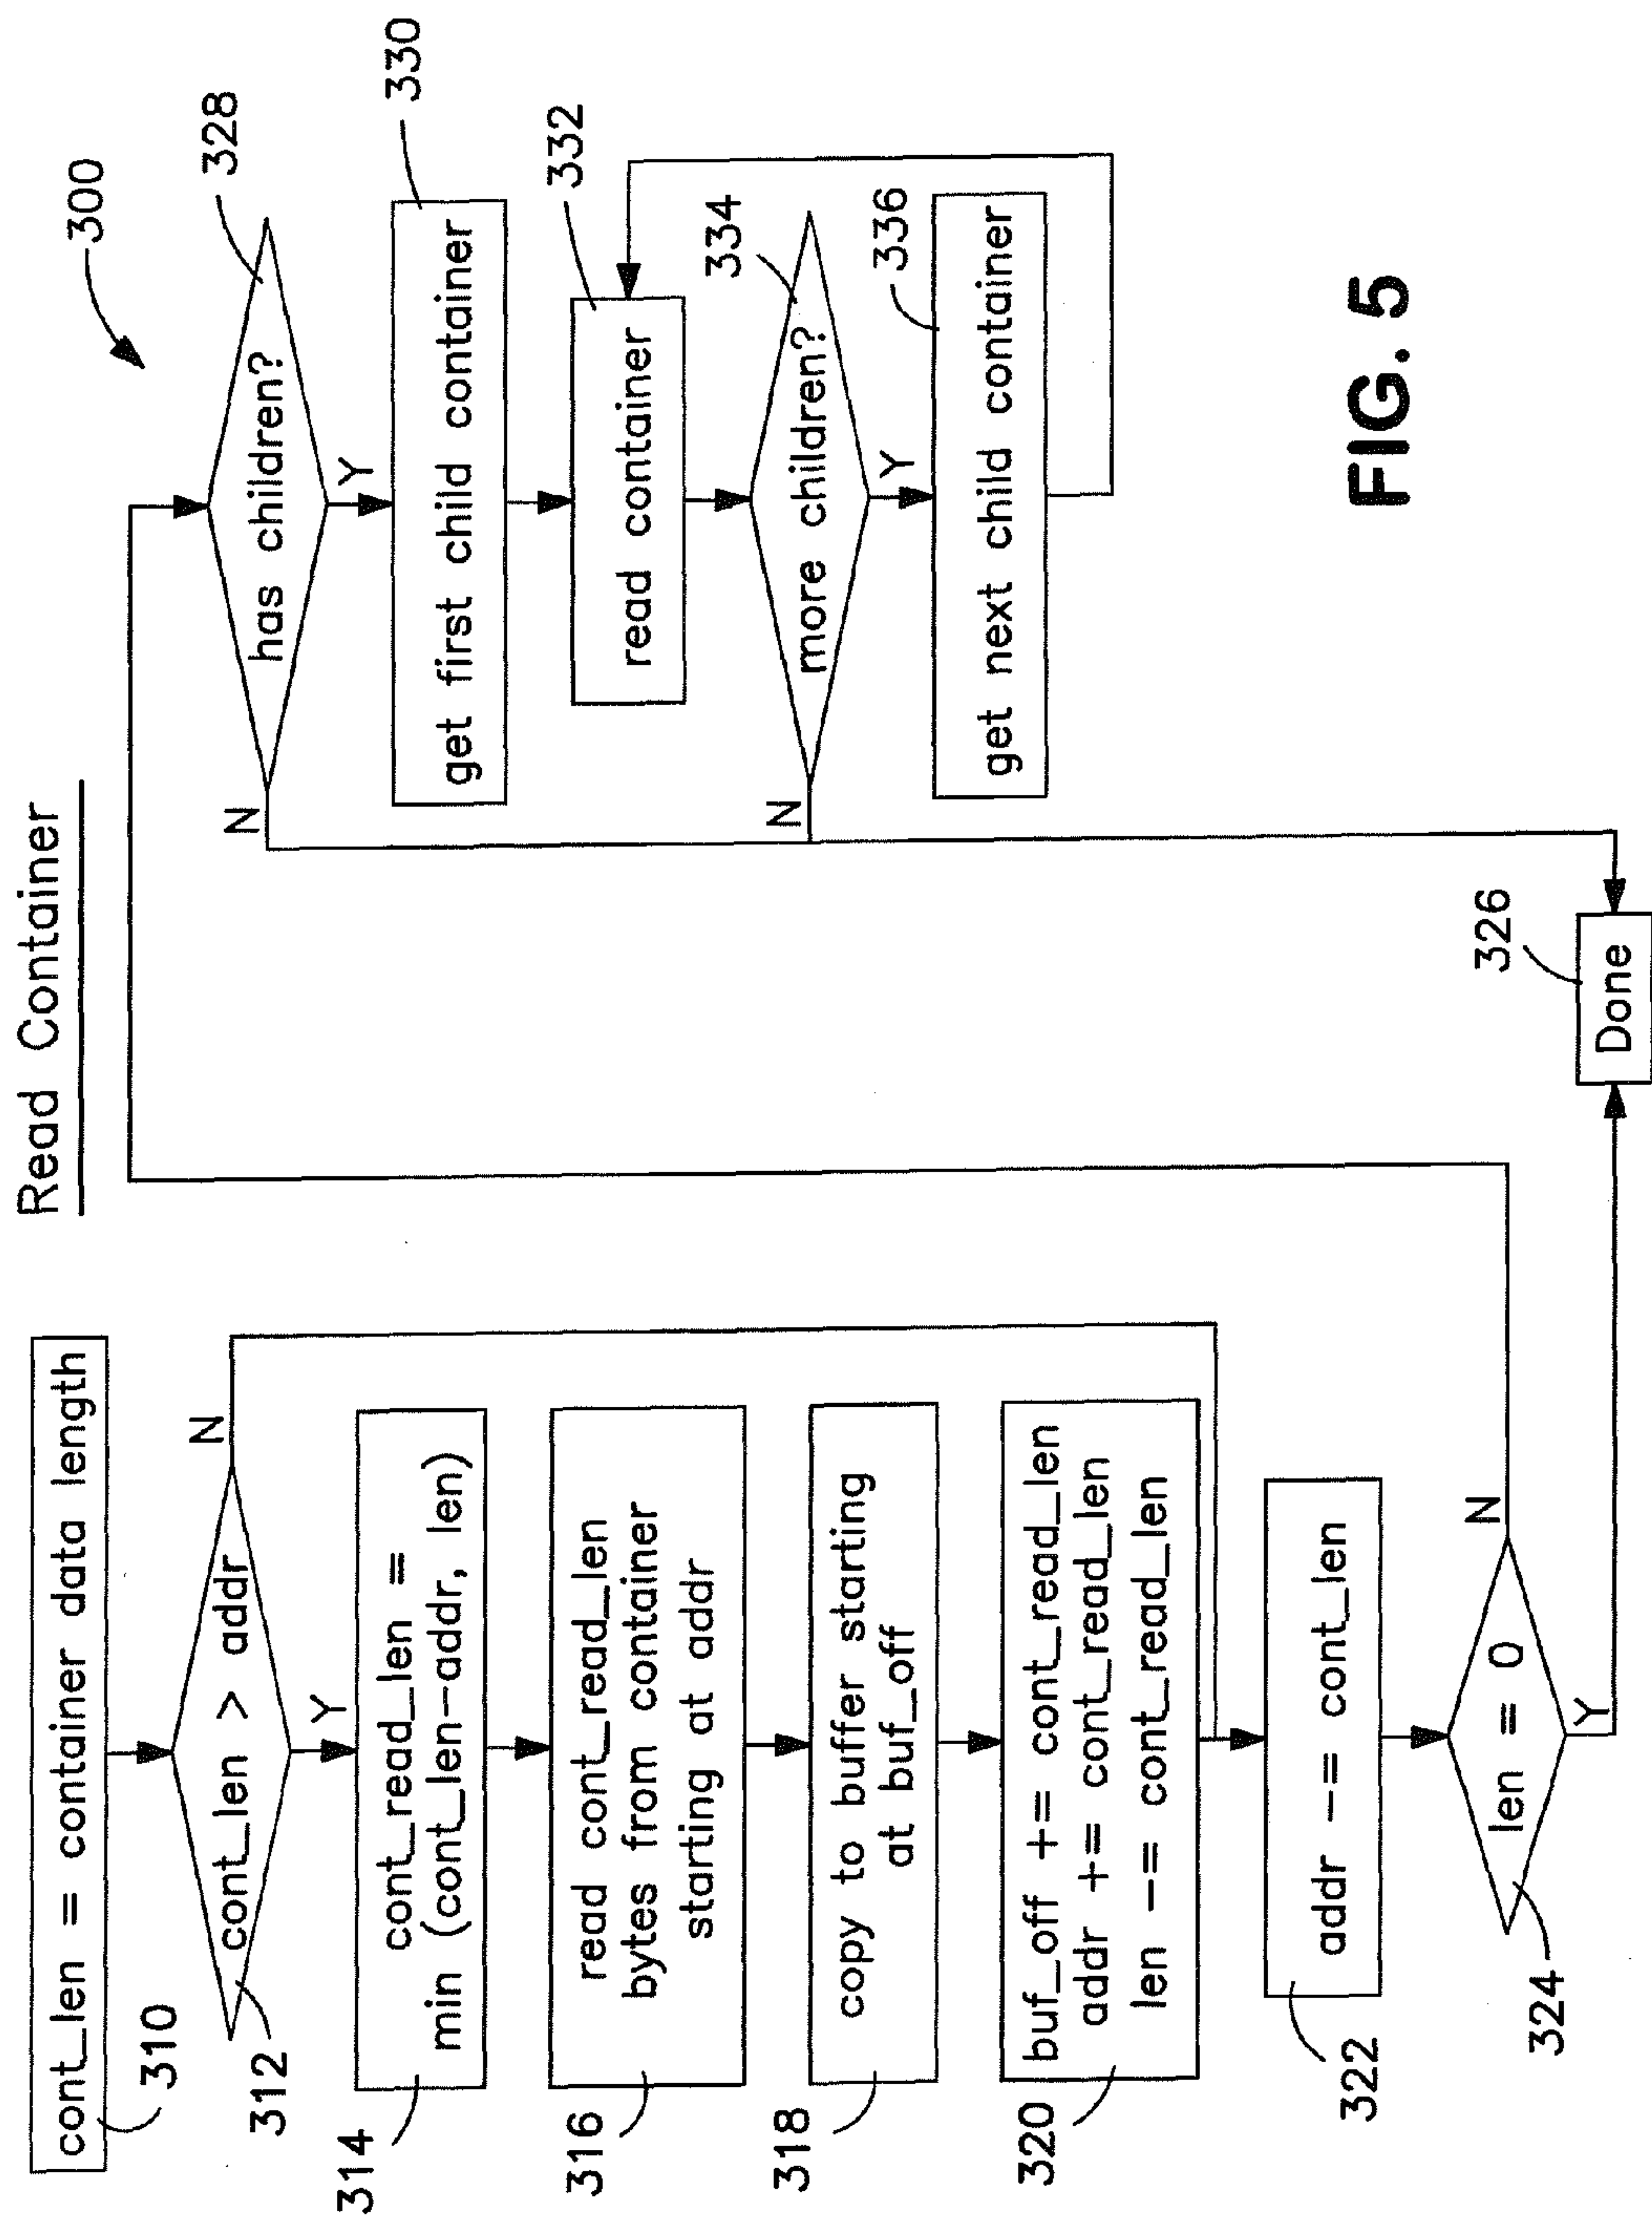 Read Container
300
cont_len = container data length
310
cont_len > addr
312
N
Y
cont_read_len =
min (cont_len-addr, len)
314
read cont_read_len
bytes from container
starting at addr
316
copy to buffer starting
at buf_off
318
buf_off += cont_read_len
addr += cont_read_len
len -= cont_read_len
320
addr -= cont_len
322
len = 0
324
N
Y
has children?
328
N
Y
get first child container
330
read container
332
more children?
334
N
Y
get next child container
336
Done
326
FIG. 5